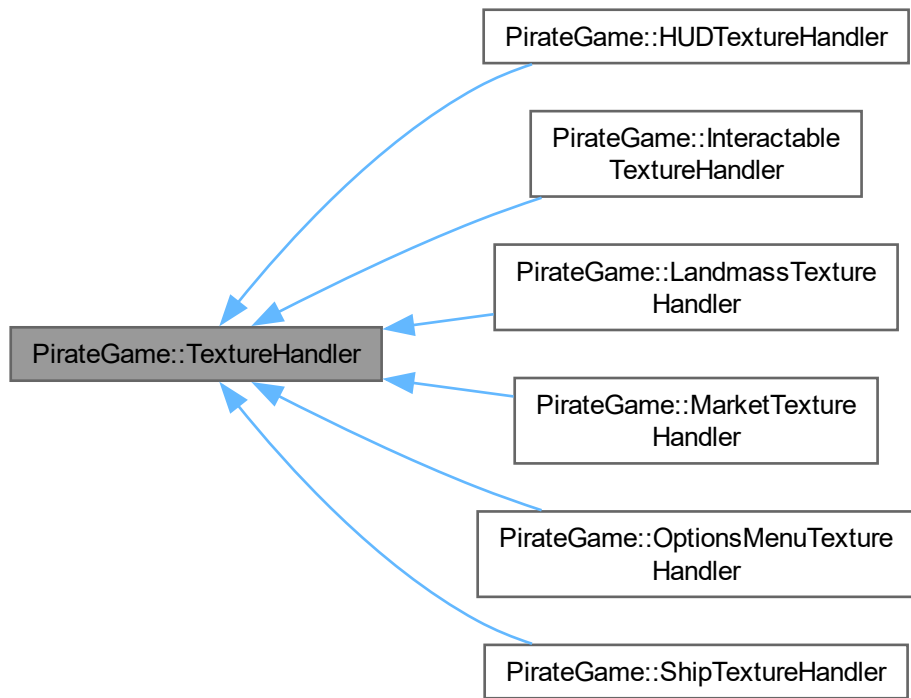 PirateGame::HUDTextureHandler
PirateGame::Interactable
TextureHandler
PirateGame::LandmassTexture
Handler
PirateGame::TextureHandler
PirateGame::MarketTexture
Handler
PirateGame::OptionsMenuTexture
Handler
PirateGame::ShipTextureHandler